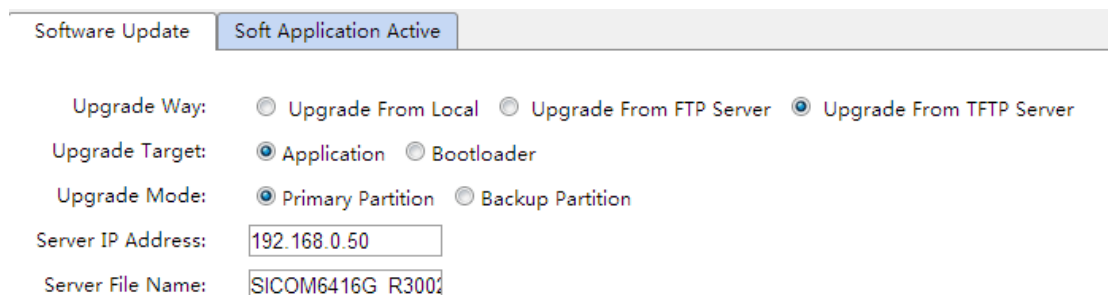 Software Update Soft Application Active
Upgrade Way: Upgrade From Local Upgrade From FTP Server Upgrade From TFTP Server
Upgrade Target: Application Bootloader
Upgrade Mode: Primary Partition Backup Partition
Server IP Address: 192.168.0.50
Server File Name: SICOM6416G_R3002